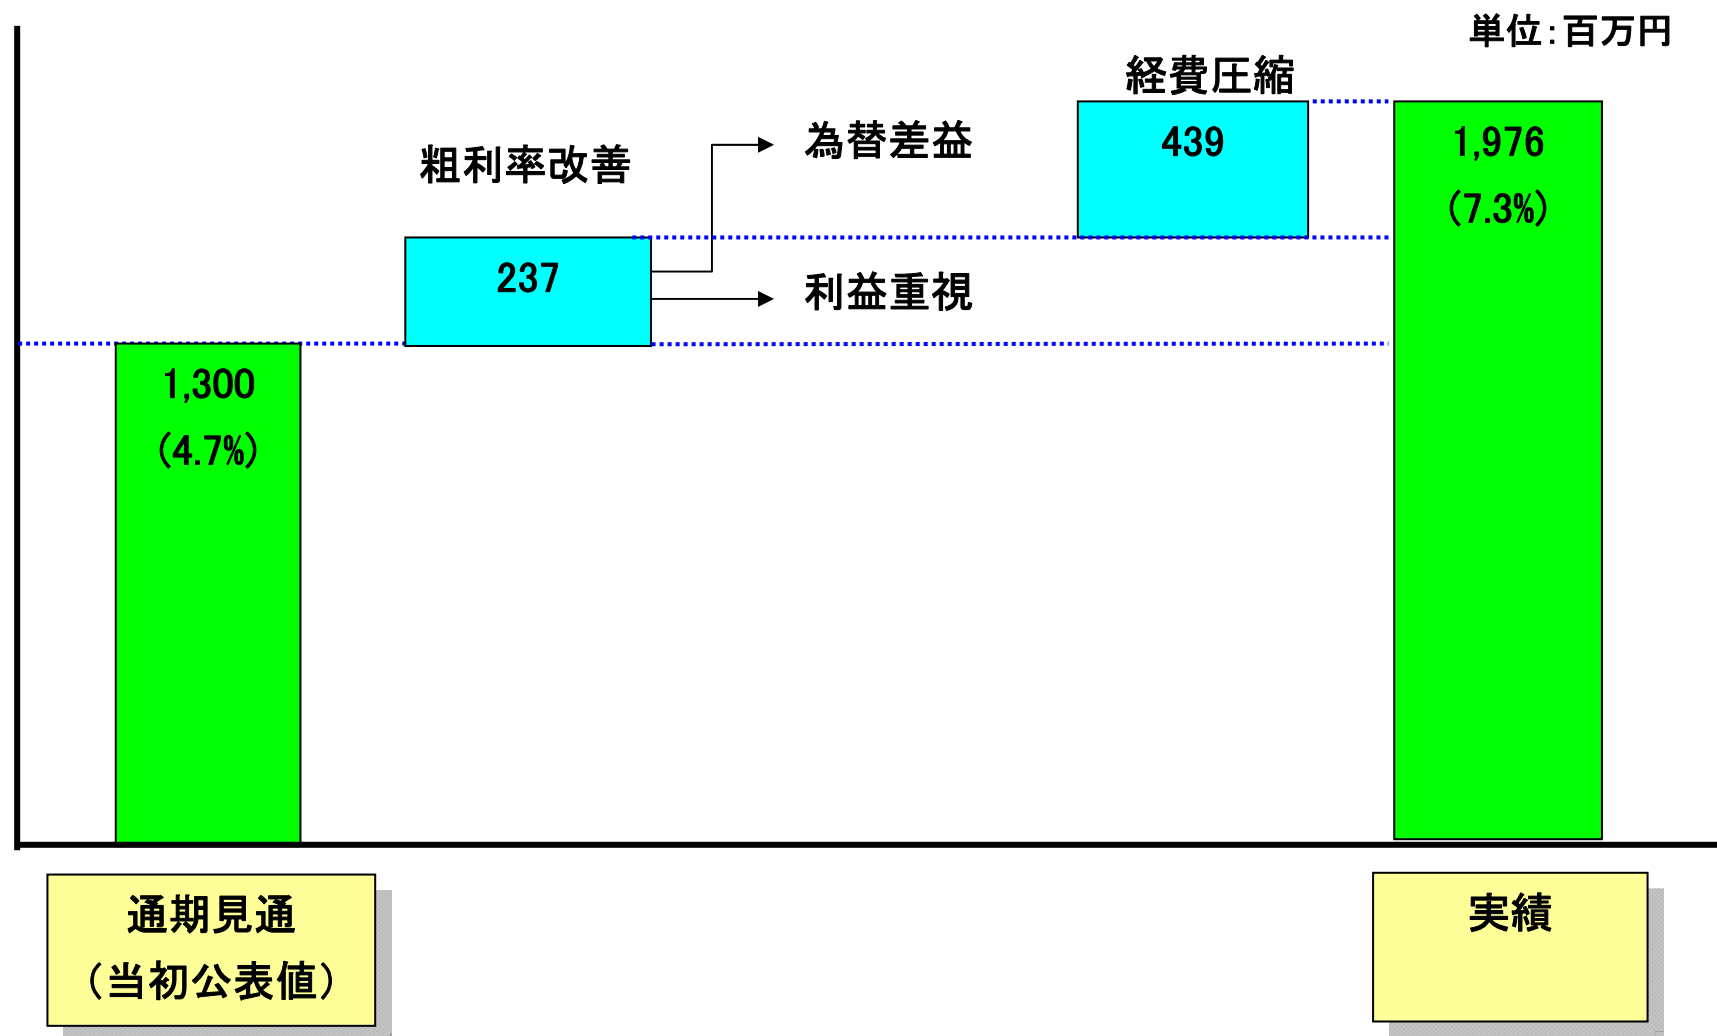 単位：百万円
経費圧縮
439
1,976
(7.3%)
為替差益
粗利率改善
237
利益重視
1,300
(4.7%)
通期見通
（当初公表値）
実績